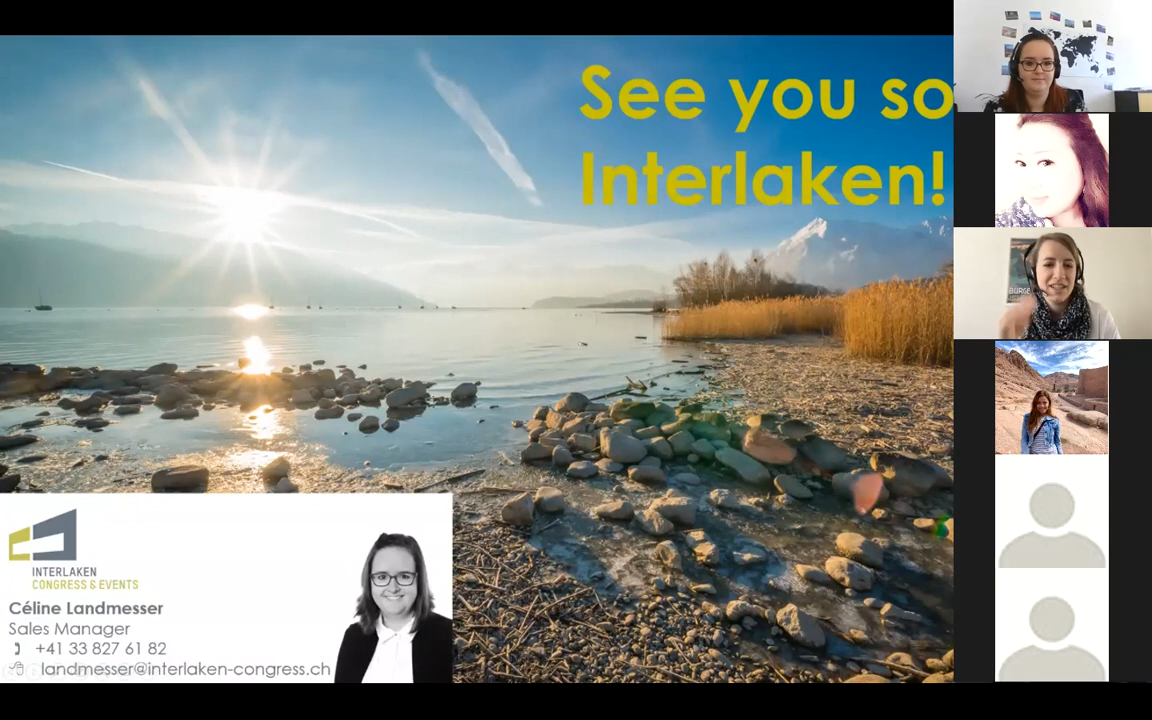 See you so
Interlaken!
BÜRGE
INTERLAKEN
CONGRESS & EVENTS
Céline Landmesser
Sales Manager
+41 33 827 61 82
landmesser@interlaken-congress.ch